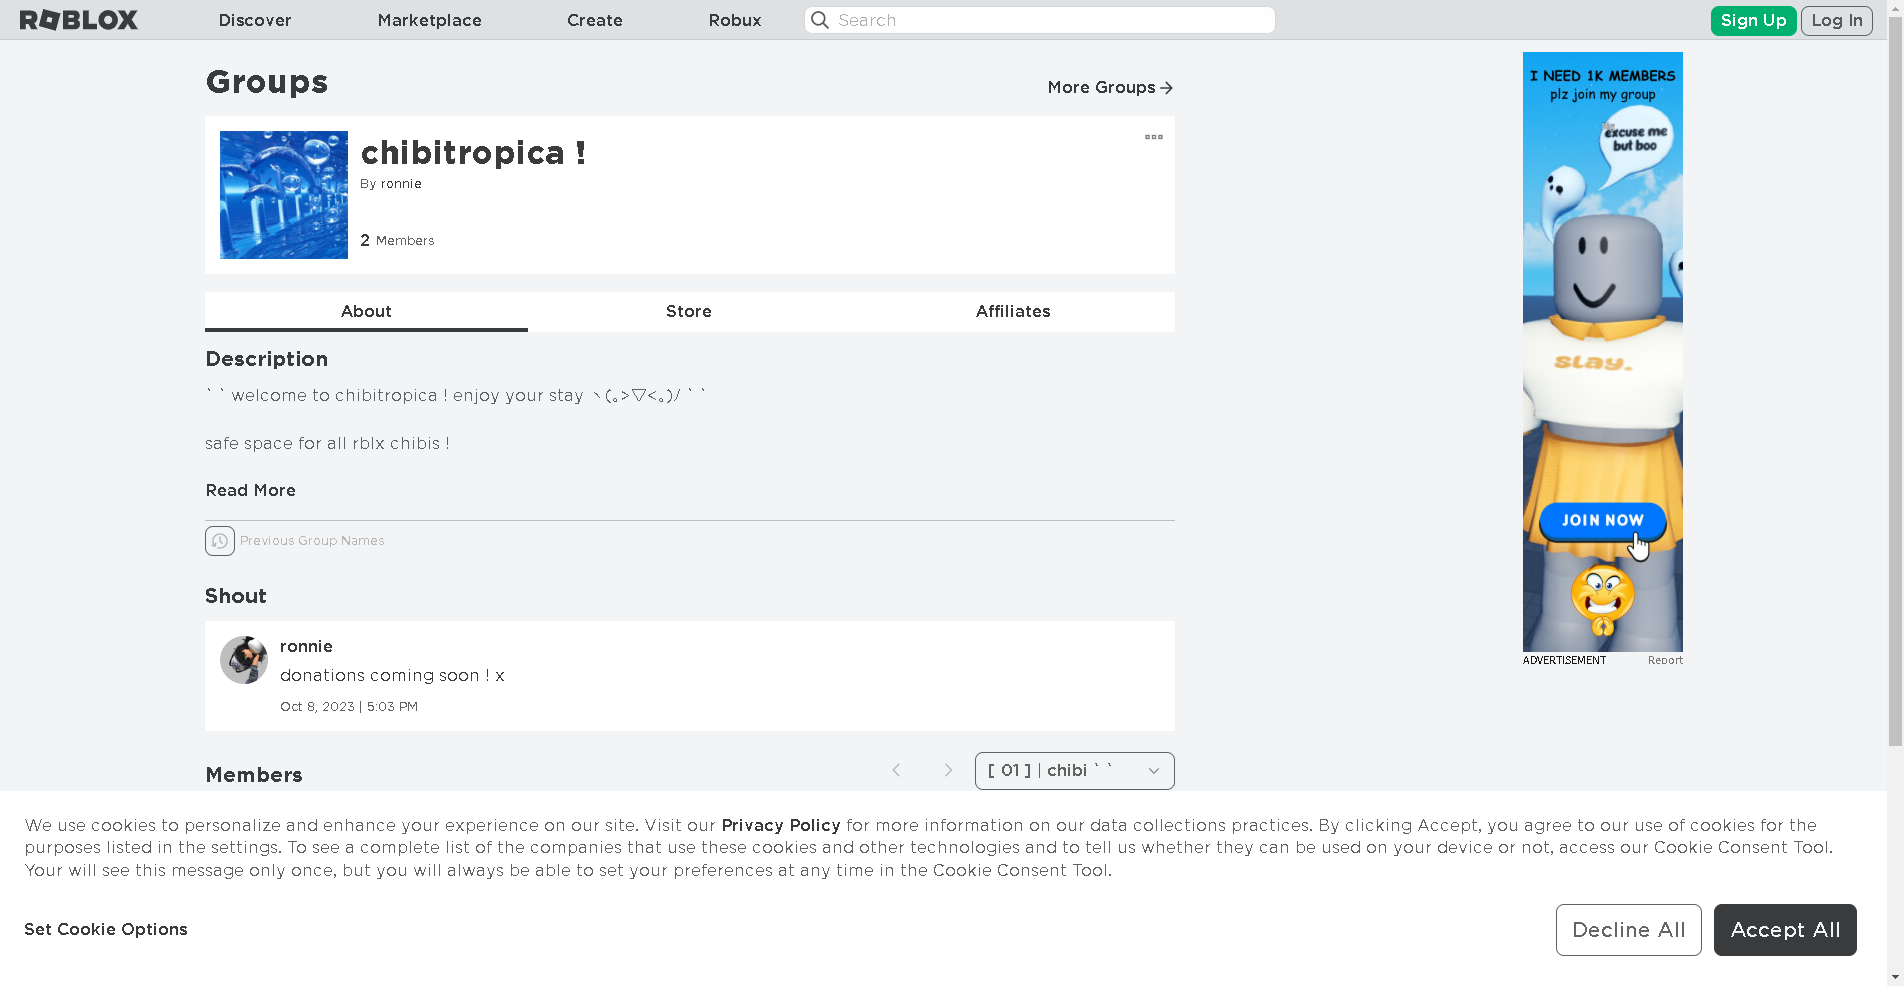 ROBLOX
Discover
Marketplace
Create
Robux
Search
Sign Up
Log In
Groups
More Groups
chibitropica !
By ronnie
2 Members
About
Store
Affiliates
Description
` ` welcome to chibitropica ! enjoy your stay ヽ(｡>▽<｡)/ ` `
safe space for all rblx chibis !
Read More
Previous Group Names
Shout
ronnie
donations coming soon ! x
Oct 8, 2023 | 5:03 PM
Members
[ 01 ] | chibi ` `
I NEED 1K MEMBERS
plz join my group
excuse me
but boo
slay.
JOIN NOW
ADVERTISEMENT
Report
We use cookies to personalize and enhance your experience on our site. Visit our Privacy Policy for more information on our data collections practices. By clicking Accept, you agree to our use of cookies for the
purposes listed in the settings. To see a complete list of the companies that use these cookies and other technologies and to tell us whether they can be used on your device or not, access our Cookie Consent Tool.
Your will see this message only once, but you will always be able to set your preferences at any time in the Cookie Consent Tool.
Set Cookie Options
Decline All
Accept All